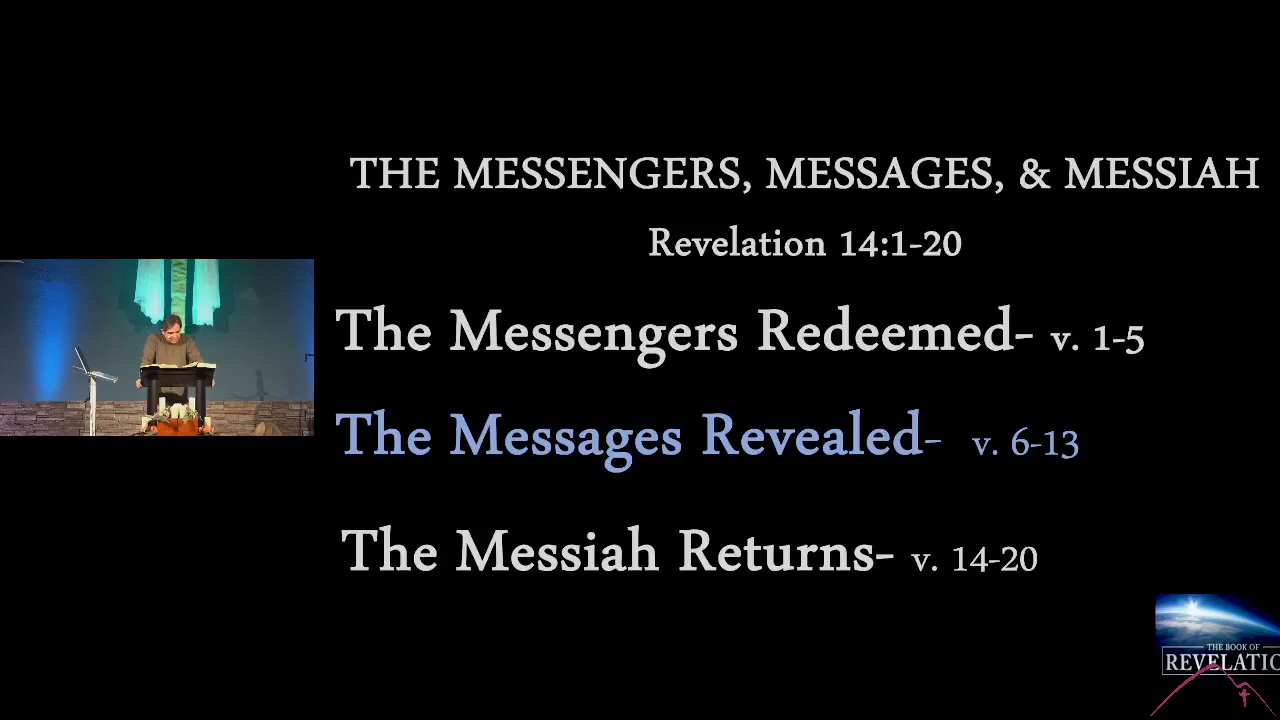 THE MESSENGERS, MESSAGES, & MESSIAH
Revelation 14:1-20
The Messengers Redeemed- v. 1-5
The Messages Revealed- v. 6-13
The Messiah Returns- v. 14-20
THE BOOK OF
REVELATIO